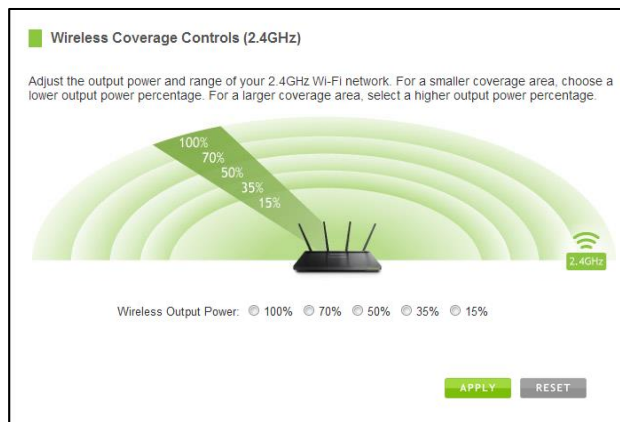 Wireless Coverage Controls (2.4GHz)
Adjust the output power and range of your 2.4GHz Wi-Fi network. For a smaller coverage area, choose a
lower output power percentage. For a larger coverage area, select a higher output power percentage.
100%
70%
50%
35%
15%
2.4GHz
Wireless Output Power: 100% 70% 50% 35% 15%
APPLY RESET